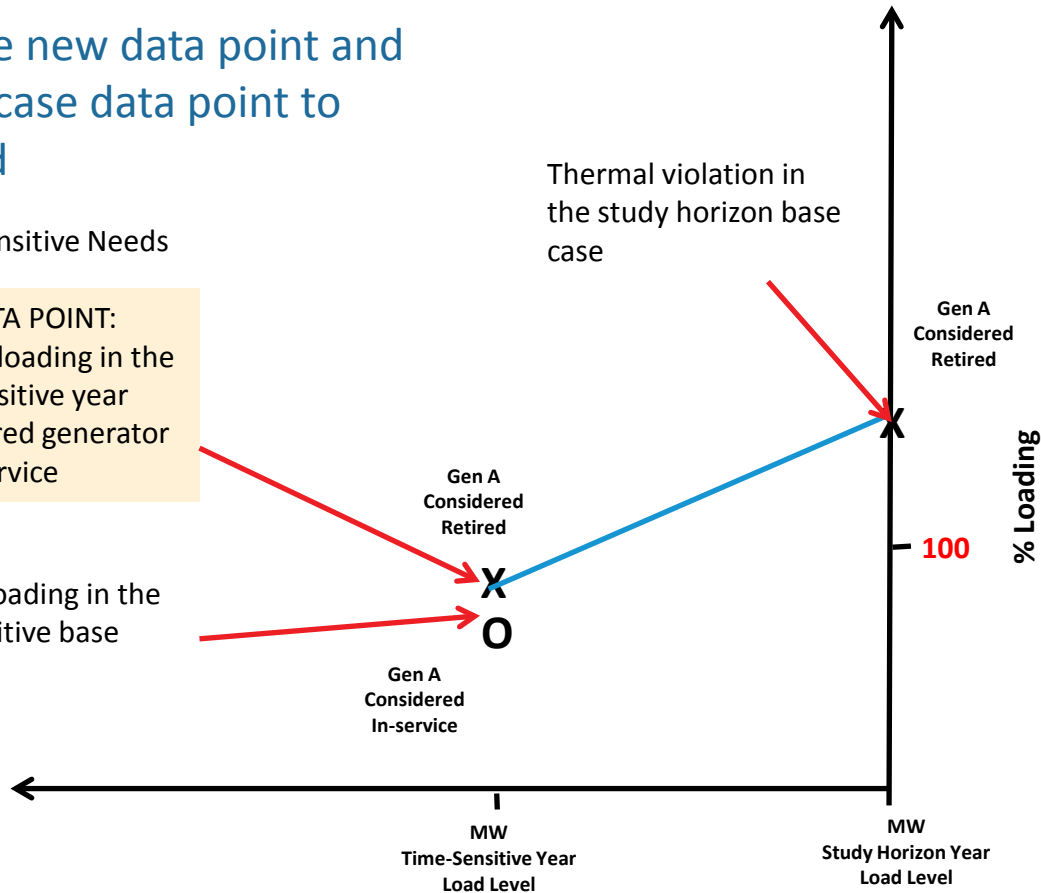 e new data point and
case data point to
d
nsitive Needs
TA POINT:
loading in the
sitive year
red generator
rvice
oading in the
itive base
Thermal violation in
the study horizon base
case
Gen A
Considered
Retired
X
Gen A
Considered
Retired
X
O
Gen A
Considered
In-service
100
% Loading
MW
Time-Sensitive Year
Load Level
MW
Study Horizon Year
Load Level